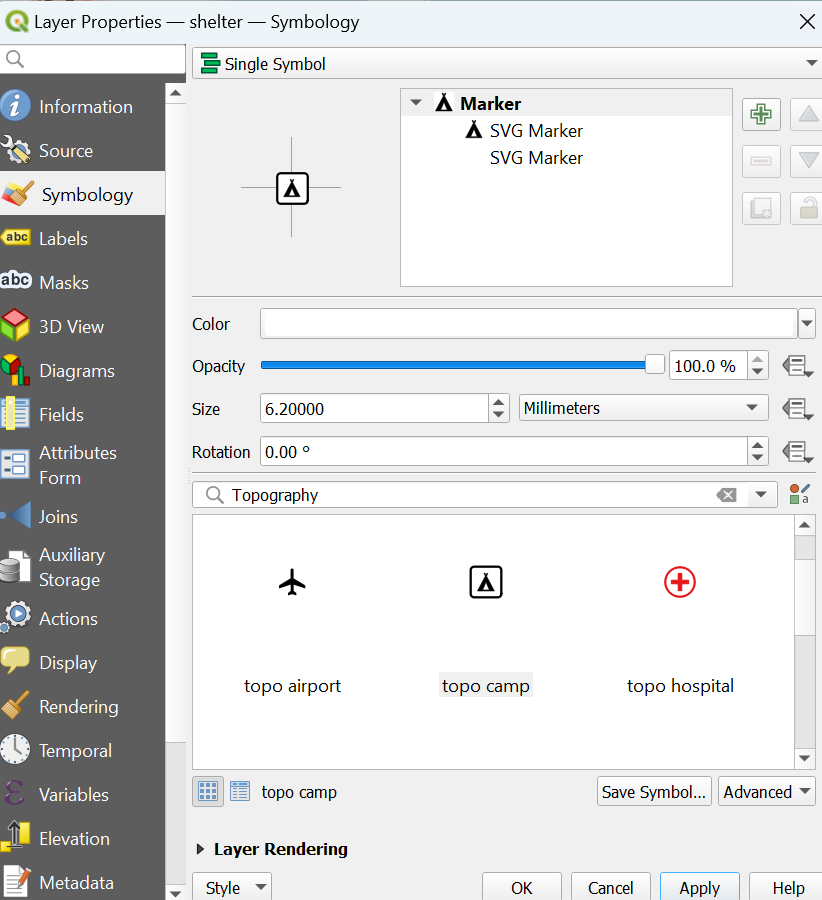 Layer Properties — shelter — Symbology
Information
Source
Symbology
abc Labels
abc Masks
3D View
Diagrams
Fields
Attributes
Form
Joins
Auxiliary
Storage
Actions
Display
Rendering
Temporal
Variables
Elevation
Metadata
Single Symbol
Marker
SVG Marker
SVG Marker
Color
Opacity 100.0 %
Size 6.20000 Millimeters
Rotation 0.00 °
Topography
topo airport topo camp topo hospital
topo camp Save Symbol... Advanced
Layer Rendering
Style OK Cancel Apply Help